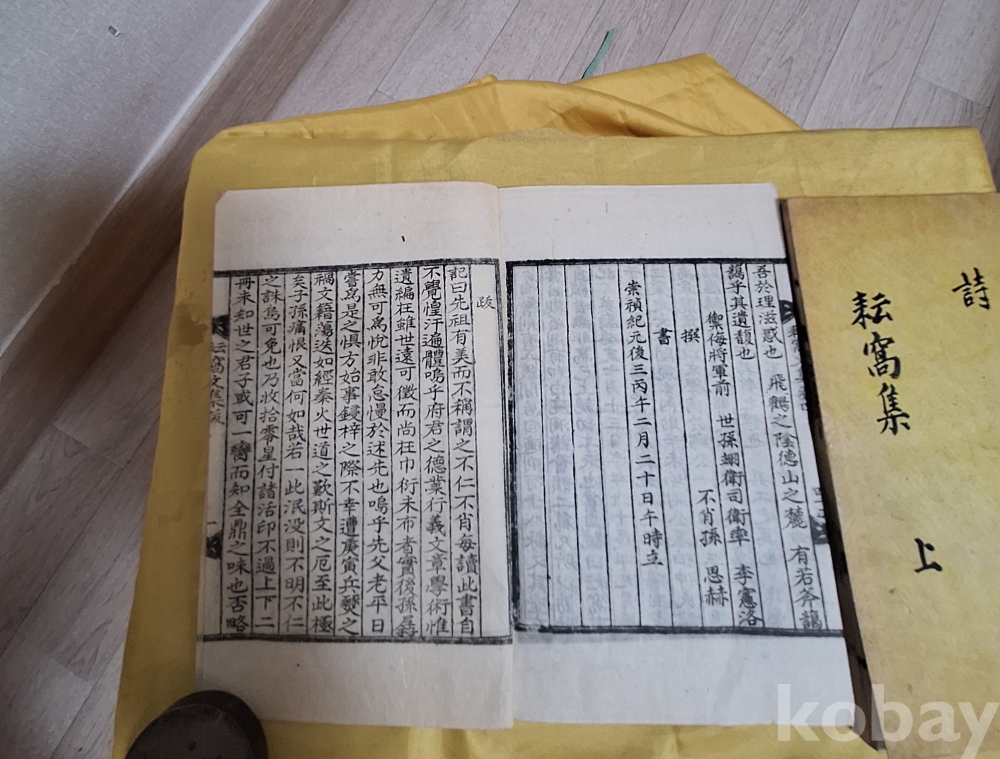 詩
耘窩集
上
吾於理滋惑也 飛鶴之陰德山之麓 有若斧
謁乎其遺馥也
禦侮將軍前 世孫翊衛司衛率 李憲洛
撰
不肖孫 思赫
書
崇禎紀元後三丙午二月二十日午時立
跋
記曰先祖有美而不稱謂之不仁不肖每讀此書自
不覺惶汗遍體嗚乎府君之德業行義文章學術惟
遺編在雖世遠可徵而尚在巾衍未布者實後孫
力無可爲忱非敢怠慢於述先也嗚乎先父老平日
嘗爲是之惧方始事鋟梓之際不幸遭庚寅兵燹之
禍文籍蕩迭如經秦火世道之歎斯文之厄至此極
矣子孫痛恨又當何如哉若一此泯没則不明不仁
之誅焉可免也乃收拾零星付諸活印不過上下二
冊未知世之君子或可一臠而知全鼎之味也否略
耘窩文集 跋
一
kobay